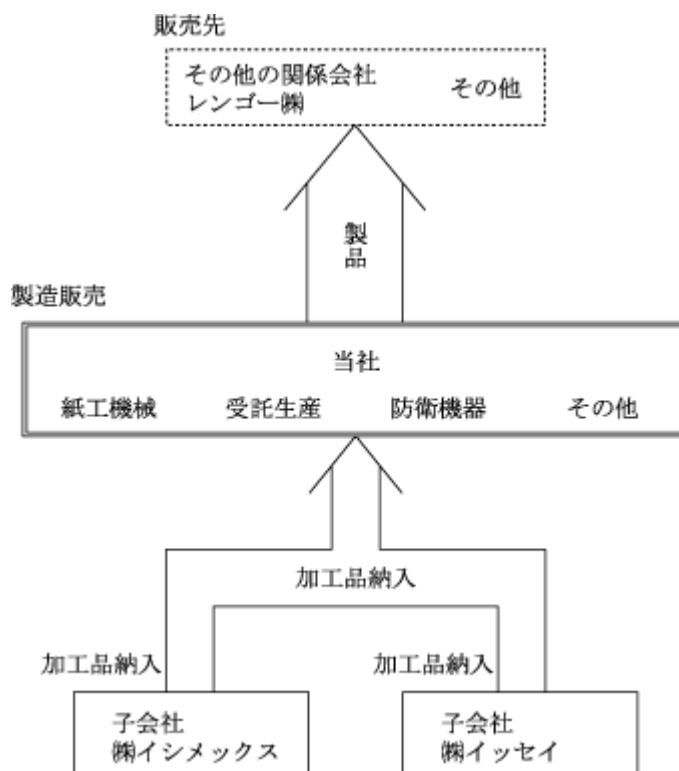 販売先
その他の関係会社
レンゴー㈱
その他
製品
製造販売
当社
紙工機械 受託生産 防衛機器 その他
加工品納入
加工品納入 加工品納入
子会社
㈱イシメックス
子会社
㈱イッセイ